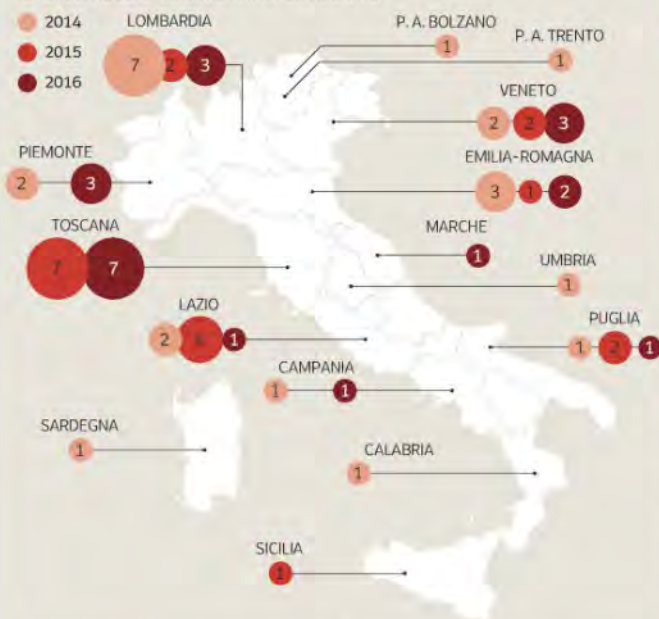 2014
2015
2016
LOMBARDIA
7 2 3
P. A. BOLZANO
1
P. A. TRENTO
1
VENETO
2 2 3
PIEMONTE
2 3
EMILIA-ROMAGNA
3 1 2
TOSCANA
7 7
MARCHE
1
UMBRIA
1
LAZIO
2 1
PUGLIA
1 2 1
CAMPANIA
1 1
SARDEGNA
1
CALABRIA
1
SICILIA
1